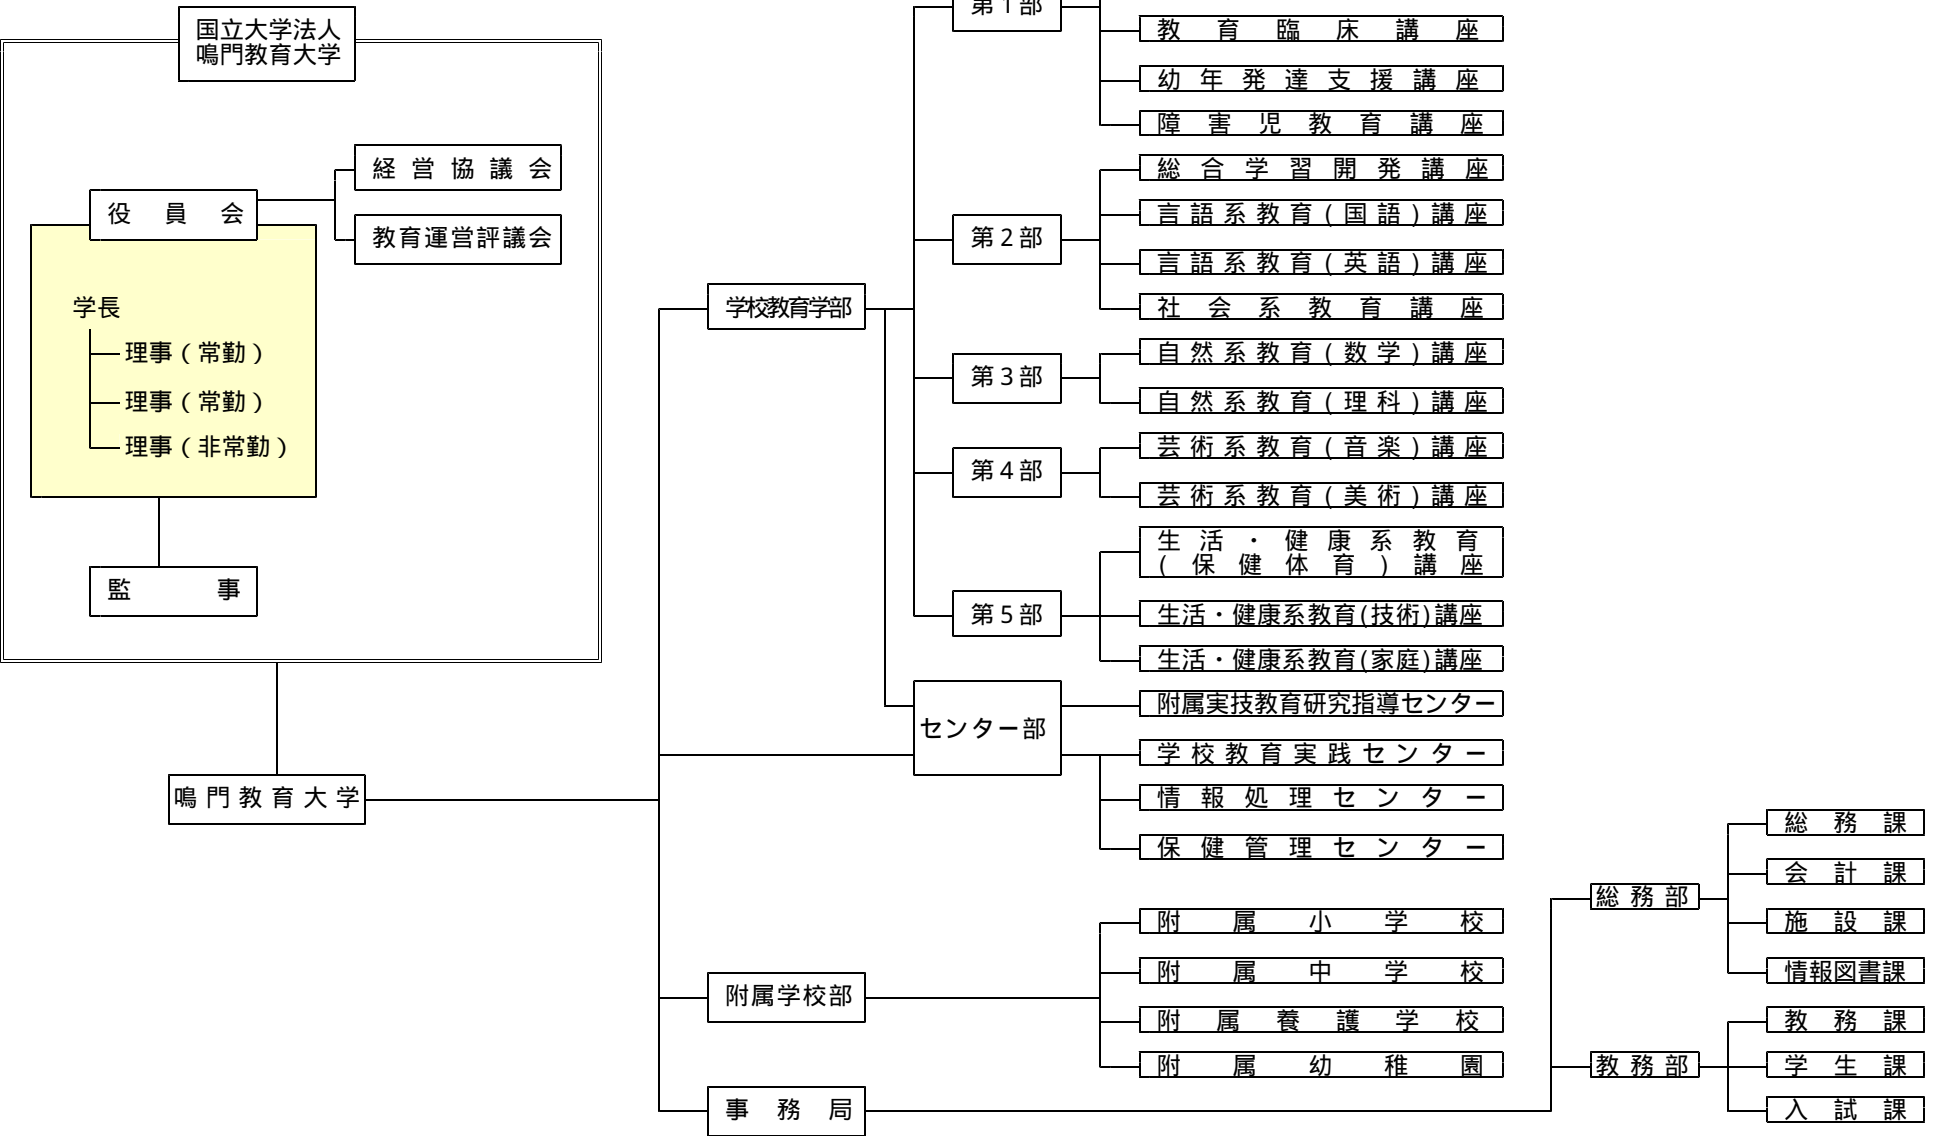 国立大学法人
鳴門教育大学
経営協議会
役員会
教育運営評議会
学長
理事（常勤）
理事（常勤）
理事（非常勤）
監事
鳴門教育大学
学校教育学部
第1部
教育臨床講座
幼年発達支援講座
障害児教育講座
第2部
総合学習開発講座
言語系教育(国語)講座
言語系教育(英語)講座
社会系教育講座
第3部
自然系教育(数学)講座
自然系教育(理科)講座
第4部
芸術系教育(音楽)講座
芸術系教育(美術)講座
第5部
生活・健康系教育
(保健体育)講座
生活・健康系教育(技術)講座
生活・健康系教育(家庭)講座
センター部
附属実技教育研究指導センター
学校教育実践センター
情報処理センター
保健管理センター
附属学校部
附属小学校
附属中学校
附属養護学校
附属幼稚園
事務局
総務部
総務課
会計課
施設課
情報図書課
教務部
教務課
学生課
入試課